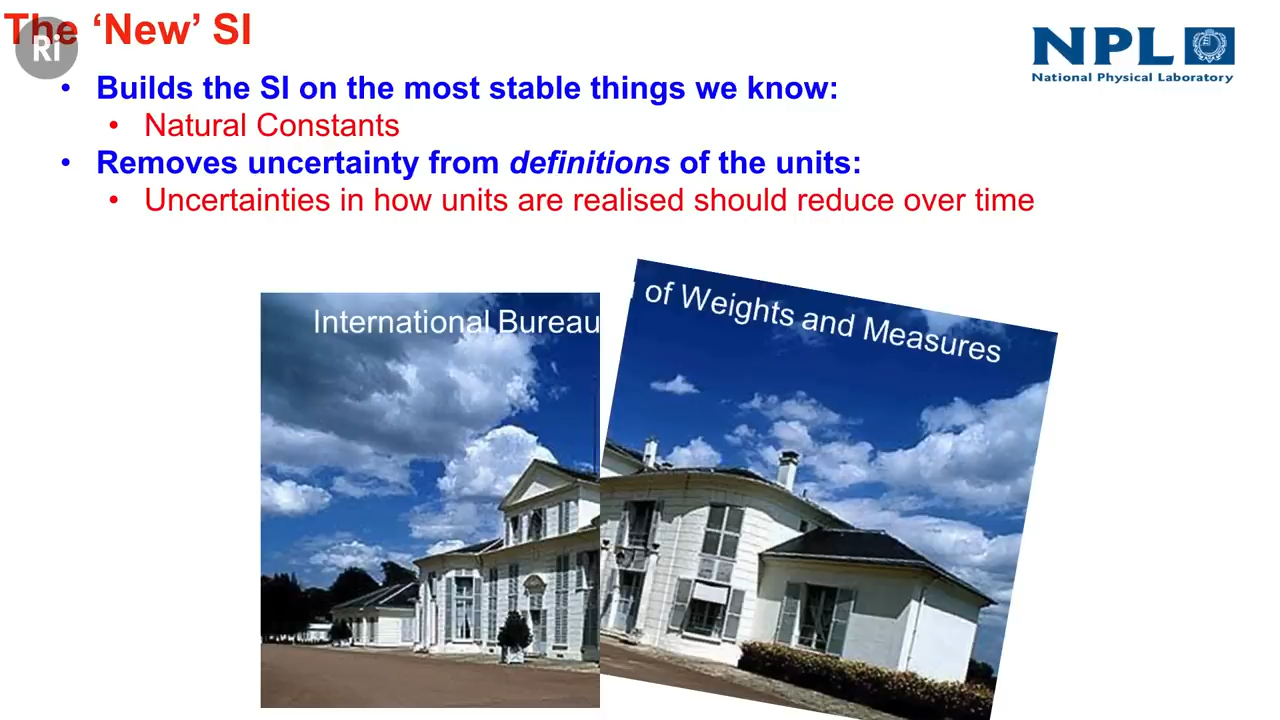 The ‘New’ SI
Ri
NPL
National Physical Laboratory
• Builds the SI on the most stable things we know:
• Natural Constants
• Removes uncertainty from definitions of the units:
• Uncertainties in how units are realised should reduce over time
International Bureau
of Weights and Measures